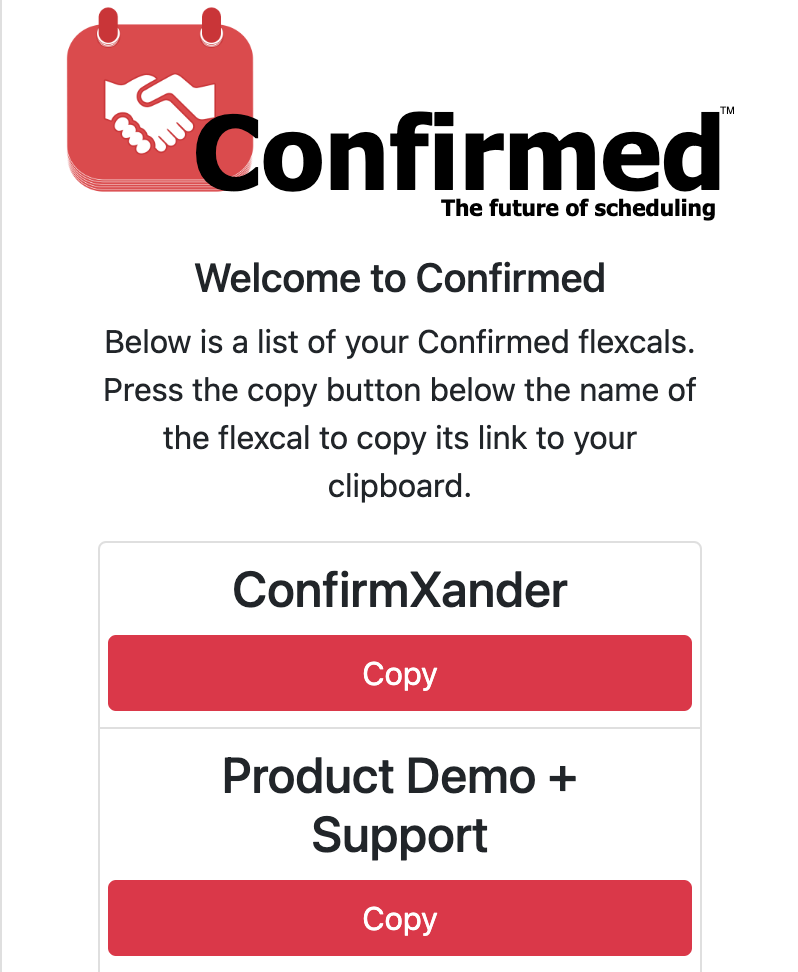 Confirmed™
The future of scheduling
Welcome to Confirmed
Below is a list of your Confirmed flexcals.
Press the copy button below the name of
the flexcal to copy its link to your
clipboard.
ConfirmXander
Copy
Product Demo +
Support
Copy